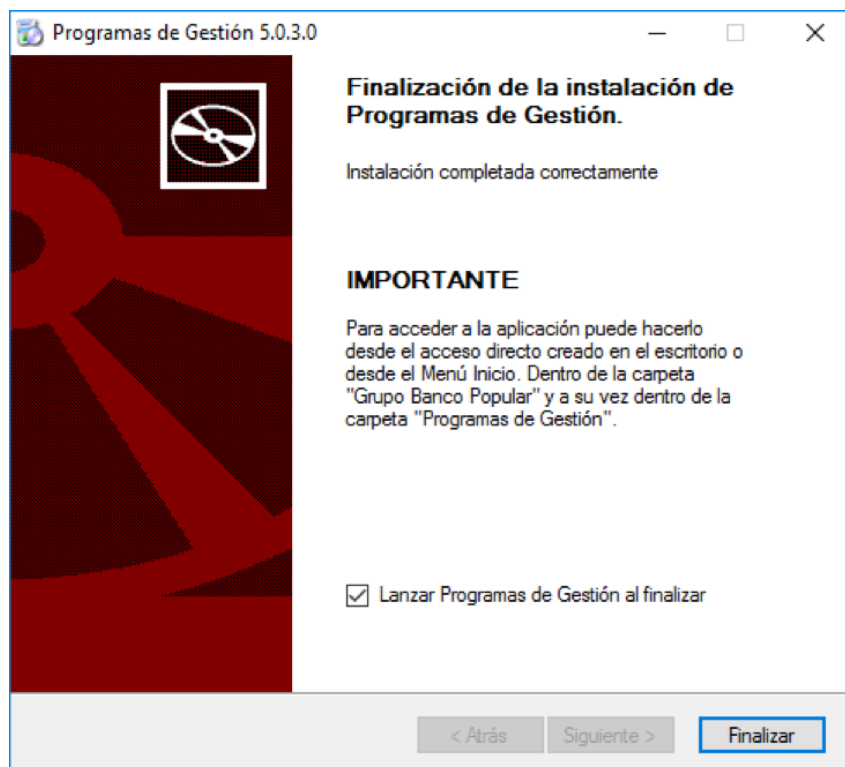 Programas de Gestión 5.0.3.0
Finalización de la instalación de
Programas de Gestión.
Instalación completada correctamente
IMPORTANTE
Para acceder a la aplicación puede hacerlo
desde el acceso directo creado en el escritorio o
desde el Menú Inicio. Dentro de la carpeta
"Grupo Banco Popular" y a su vez dentro de la
carpeta "Programas de Gestión".
Lanzar Programas de Gestión al finalizar
< Atrás
Siguiente >
Finalizar